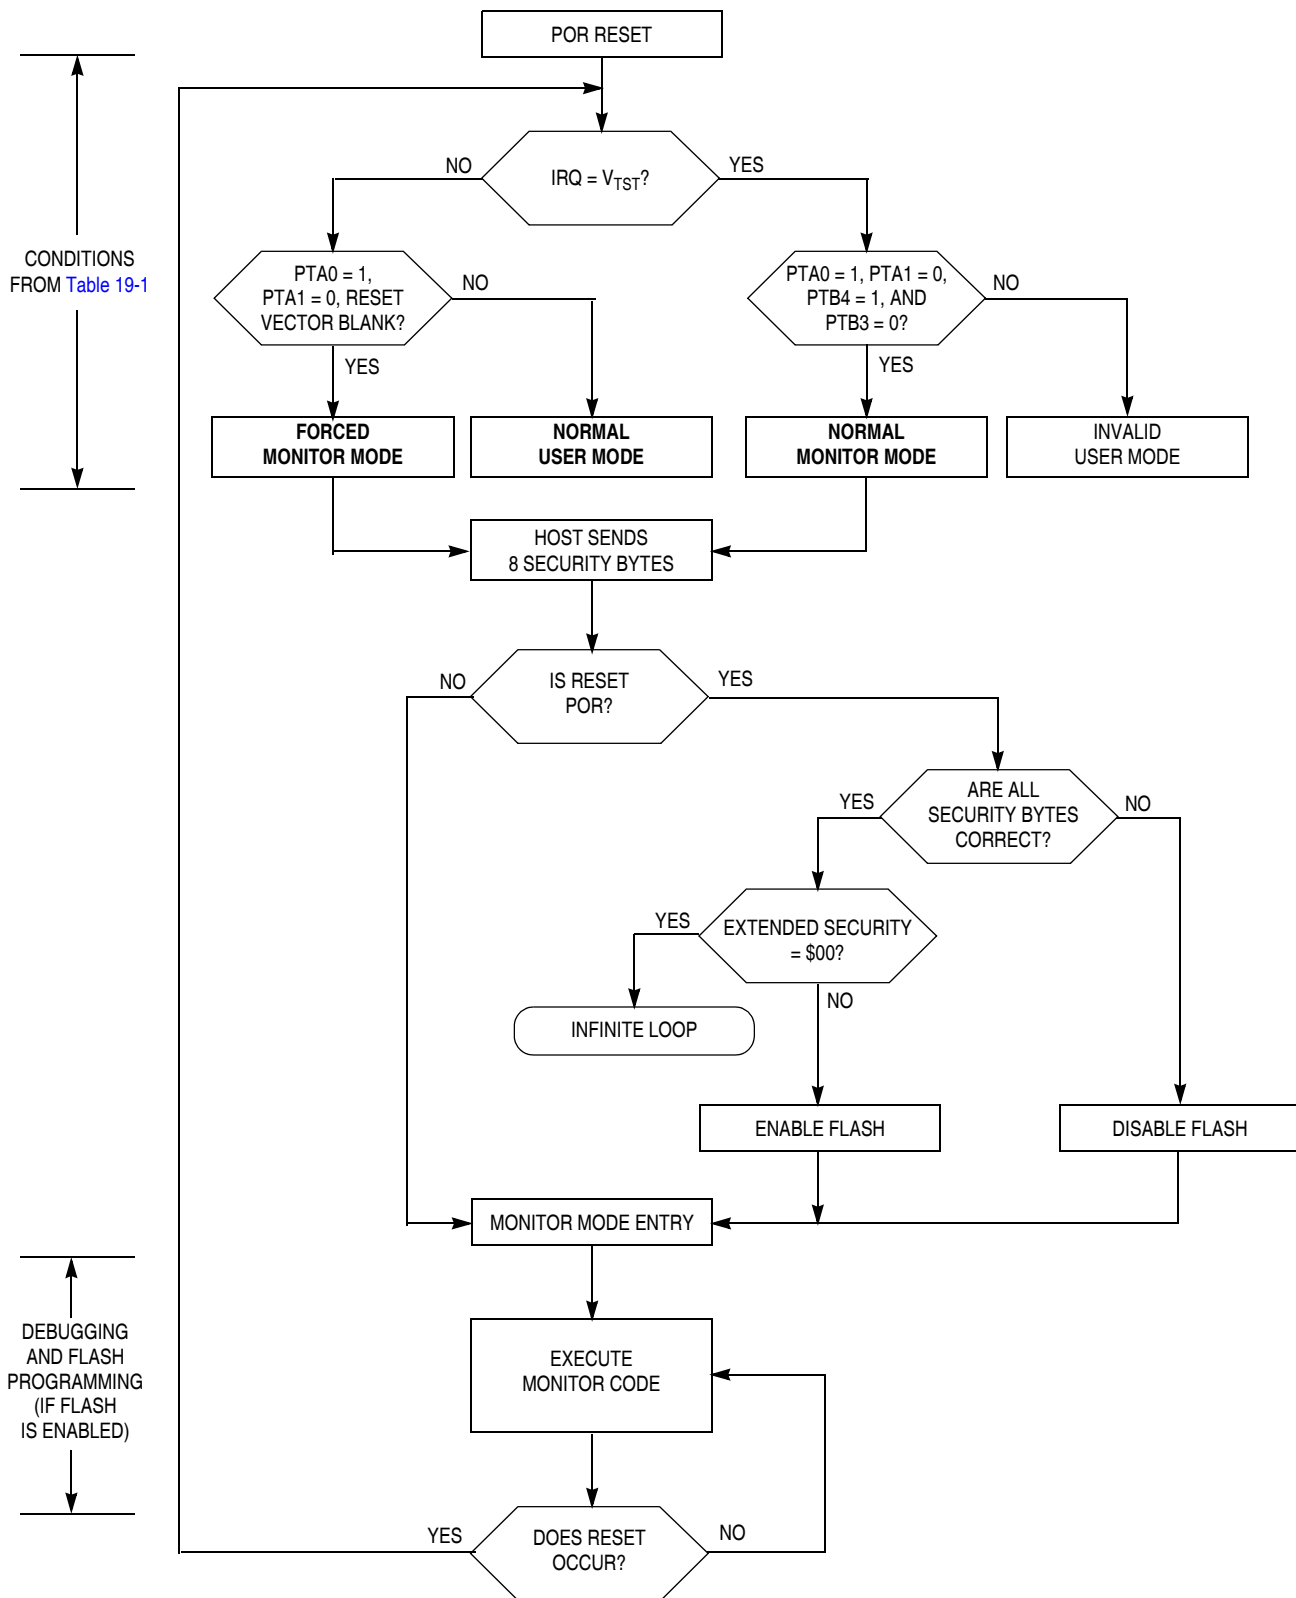 POR RESET
NO
YES
IRQ = VTST?
CONDITIONS
FROM Table 19-1
PTA0 = 1,
PTA1 = 0, RESET
VECTOR BLANK?
NO
YES
PTA0 = 1, PTA1 = 0,
PTB4 = 1, AND
PTB3 = 0?
NO
YES
FORCED
MONITOR MODE
NORMAL
USER MODE
NORMAL
MONITOR MODE
INVALID
USER MODE
HOST SENDS
8 SECURITY BYTES
NO
IS RESET
POR?
YES
YES
ARE ALL
SECURITY BYTES
CORRECT?
NO
YES
EXTENDED SECURITY
= $00?
NO
INFINITE LOOP
ENABLE FLASH
DISABLE FLASH
MONITOR MODE ENTRY
DEBUGGING
AND FLASH
PROGRAMMING
(IF FLASH
IS ENABLED)
EXECUTE
MONITOR CODE
YES
DOES RESET
OCCUR?
NO